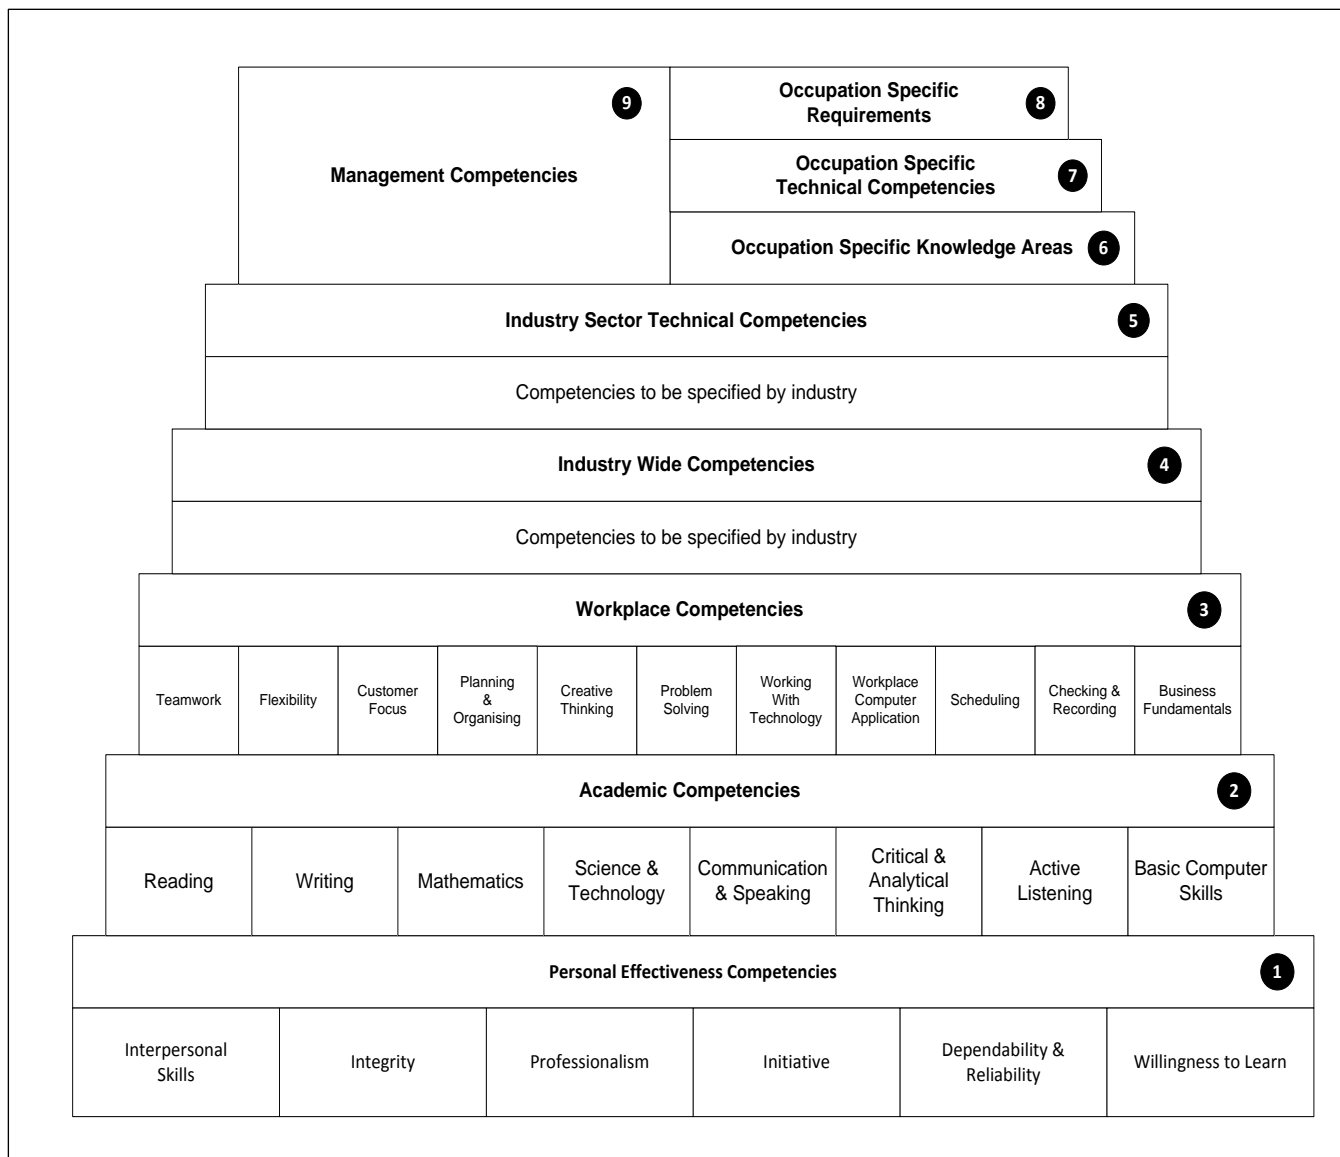 9
Management Competencies
Occupation Specific
Requirements
8
Occupation Specific
Technical Competencies
7
Occupation Specific Knowledge Areas
6
Industry Sector Technical Competencies
5
Competencies to be specified by industry
Industry Wide Competencies
4
Competencies to be specified by industry
Workplace Competencies
3
Teamwork
Flexibility
Customer
Focus
Planning
&
Organising
Creative
Thinking
Problem
Solving
Working
With
Technology
Workplace
Computer
Application
Scheduling
Checking &
Recording
Business
Fundamentals
Academic Competencies
2
Reading
Writing
Mathematics
Science &
Technology
Communication
& Speaking
Critical &
Analytical
Thinking
Active
Listening
Basic Computer
Skills
Personal Effectiveness Competencies
1
Interpersonal
Skills
Integrity
Professionalism
Initiative
Dependability &
Reliability
Willingness to Learn